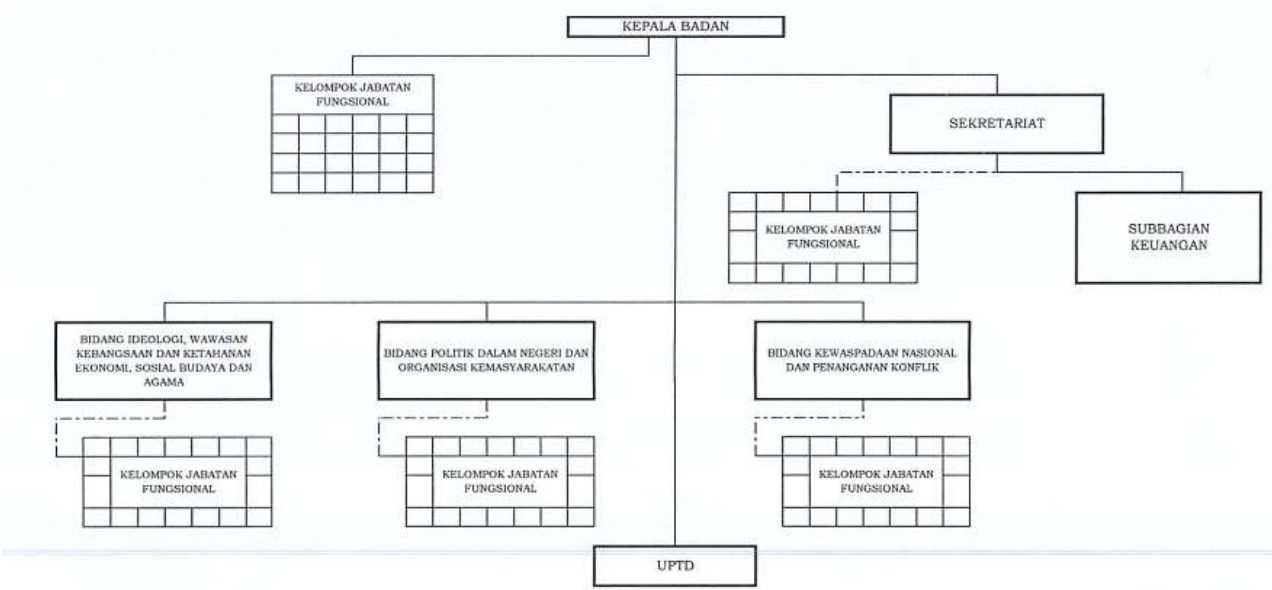 KEPALA BADAN
KELOMPOK JABATAN
FUNGSIONAL
SEKRETARIAT
KELOMPOK JABATAN
FUNGSIONAL
SUBBAGIAN
KEUANGAN
BIDANG IDEOLOGI, WAWASAN
KEBANGSAAN DAN KETAHANAN
EKONOMI, SOSIAL BUDAYA DAN
AGAMA
BIDANG POLITIK DALAM NEGERI DAN
ORGANISASI KEMASYARAKATAN
BIDANG KEWASPADAAN NASIONAL
DAN PENANGANAN KONFLIK
KELOMPOK JABATAN
FUNGSIONAL
KELOMPOK JABATAN
FUNGSIONAL
KELOMPOK JABATAN
FUNGSIONAL
UPTD